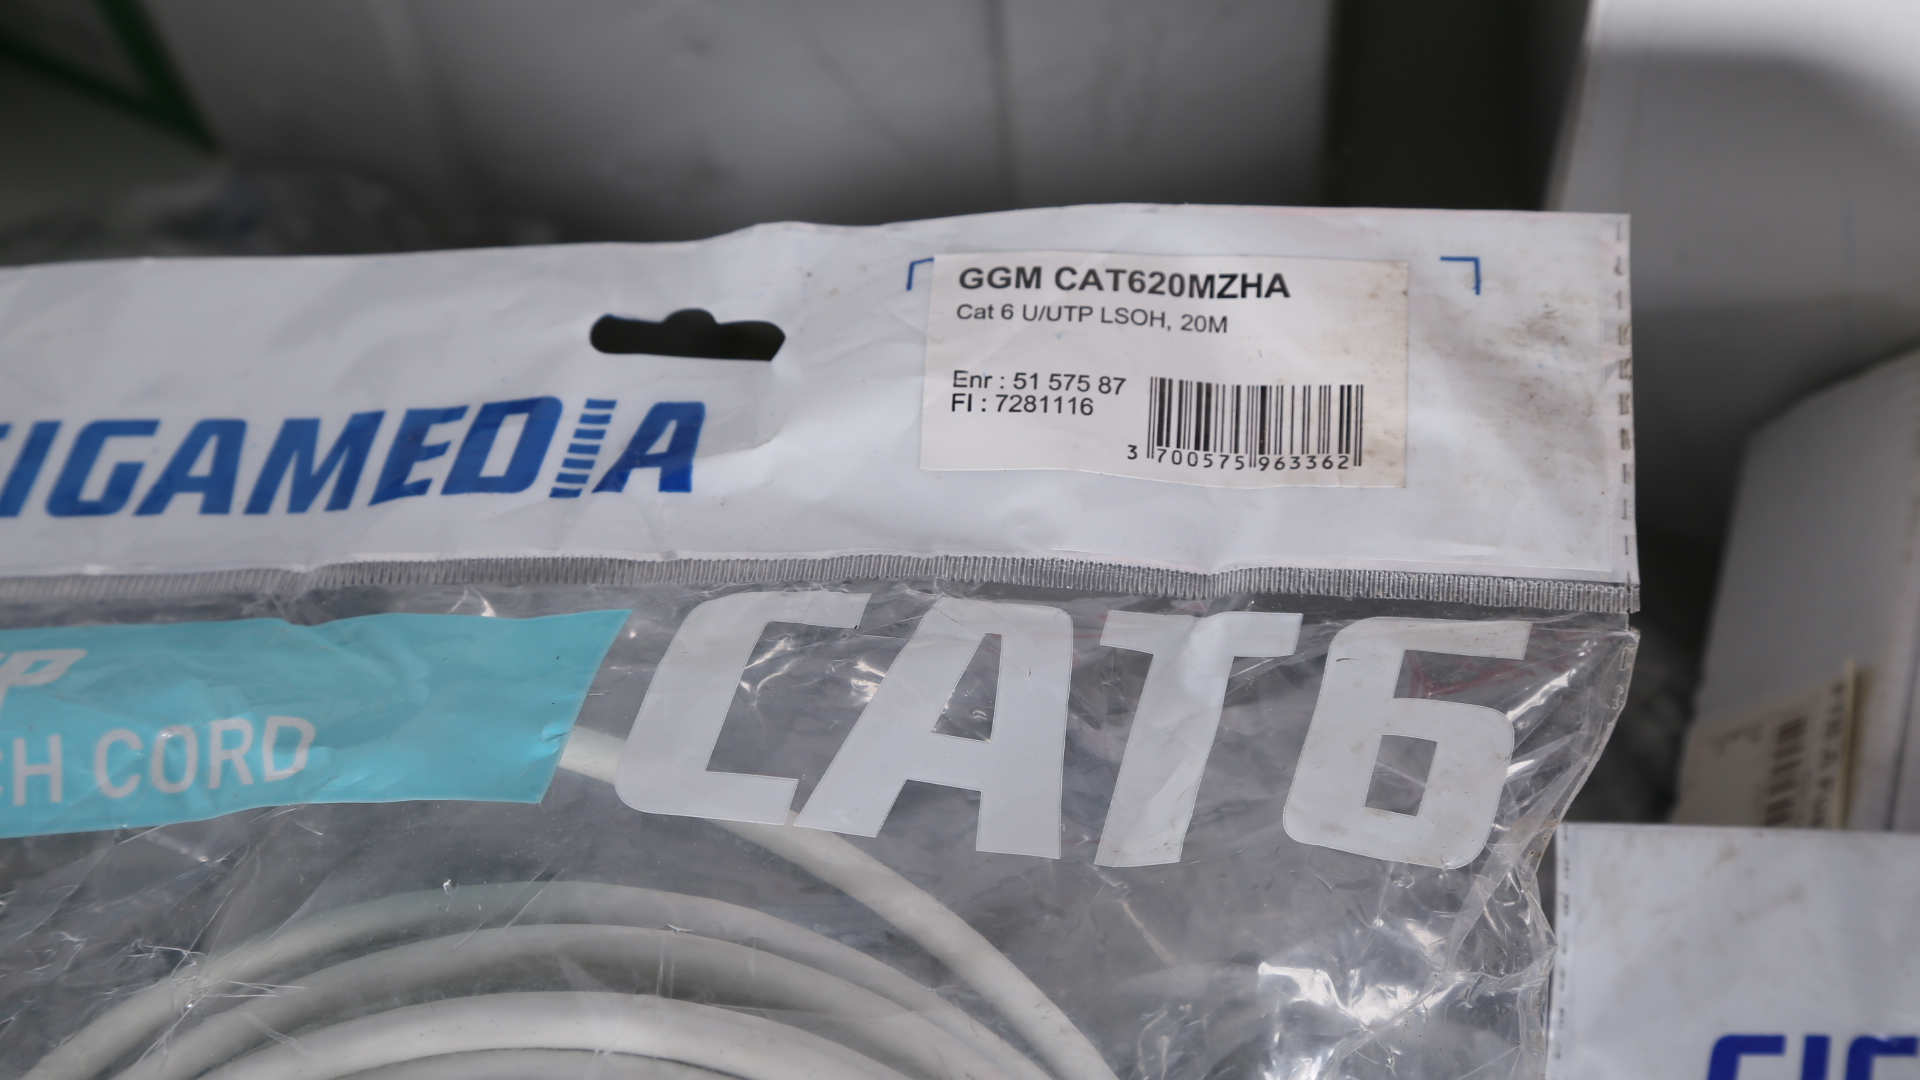 GGM CAT620MZHA
Cat 6 U/UTP LSOH, 20M
Enr : 51 575 87
FI : 7281116
3 700575 963362
GIGAMEDIA
CAT6
CH CORD